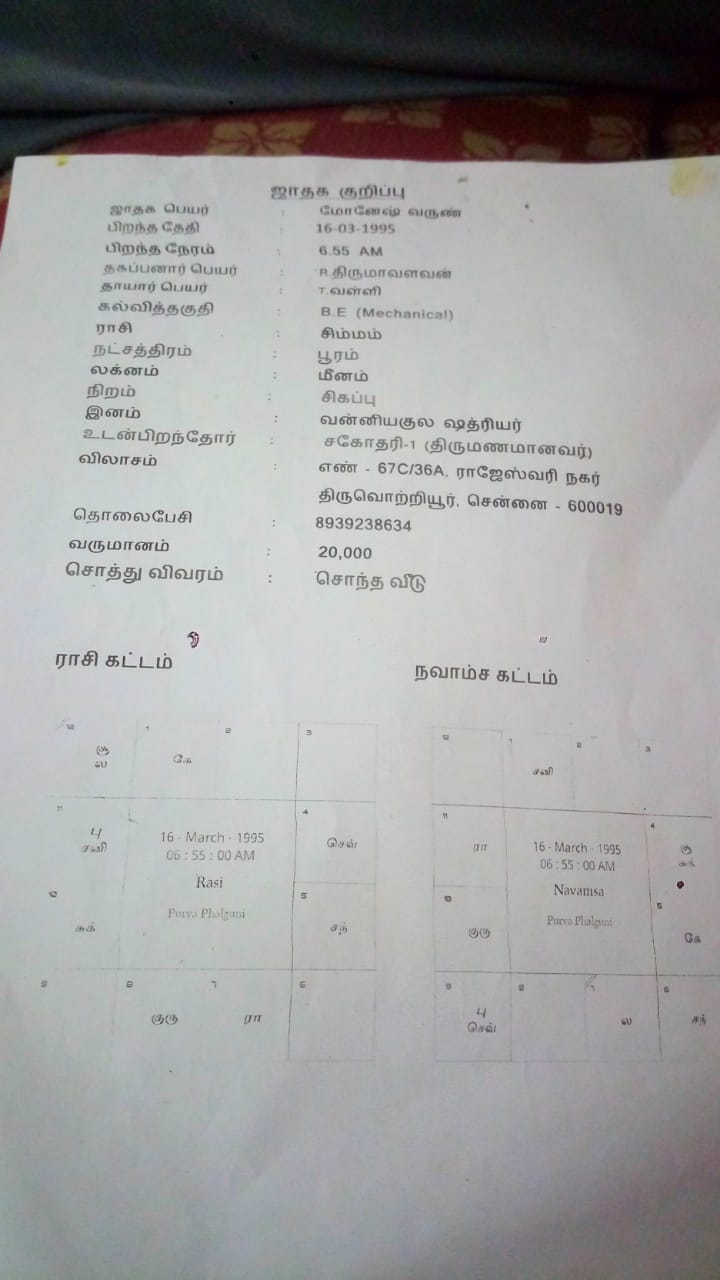 ஜாதக குறிப்பு
ஜாதக பெயர் : மோனேஷ் வருண்
பிறந்த தேதி : 16-03-1995
பிறந்த நேரம் : 6.55 AM
தகப்பனார் பெயர் : R.திருமாவளவன்
தாயார் பெயர் : T.வள்ளி
கல்வித்தகுதி : B.E (Mechanical)
ராசி : சிம்மம்
நட்சத்திரம் : பூரம்
லக்னம் : மீனம்
நிறம் : சிகப்பு
இனம் : வன்னியகுல ஷத்ரியர்
உடன்பிறந்தோர் : சகோதரி-1 (திருமணமானவர்)
விலாசம் : எண் - 67C/36A, ராஜேஸ்வரி நகர்
திருவொற்றியூர், சென்னை - 600019
தொலைபேசி : 8939238634
வருமானம் : 20,000
சொத்து விவரம் : சொந்த வீடு
ராசி கட்டம்
12 1 2 3
சூ
ல
கே
11 4
பு
சனி
செவ்
16 - March - 1995
06 : 55 : 00 AM
Rasi
Purva Phalguni
10 5
சுக்
சந்
9 8 7 6
குரு ரா
நவாம்ச கட்டம்
12 1 2 3
சனி
11 4
ரா
சூ
சுக்
16 - March - 1995
06 : 55 : 00 AM
Navamsa
Purva Phalguni
10 5
குரு
கே
9 8 7 6
பு
செவ்
ல சந்